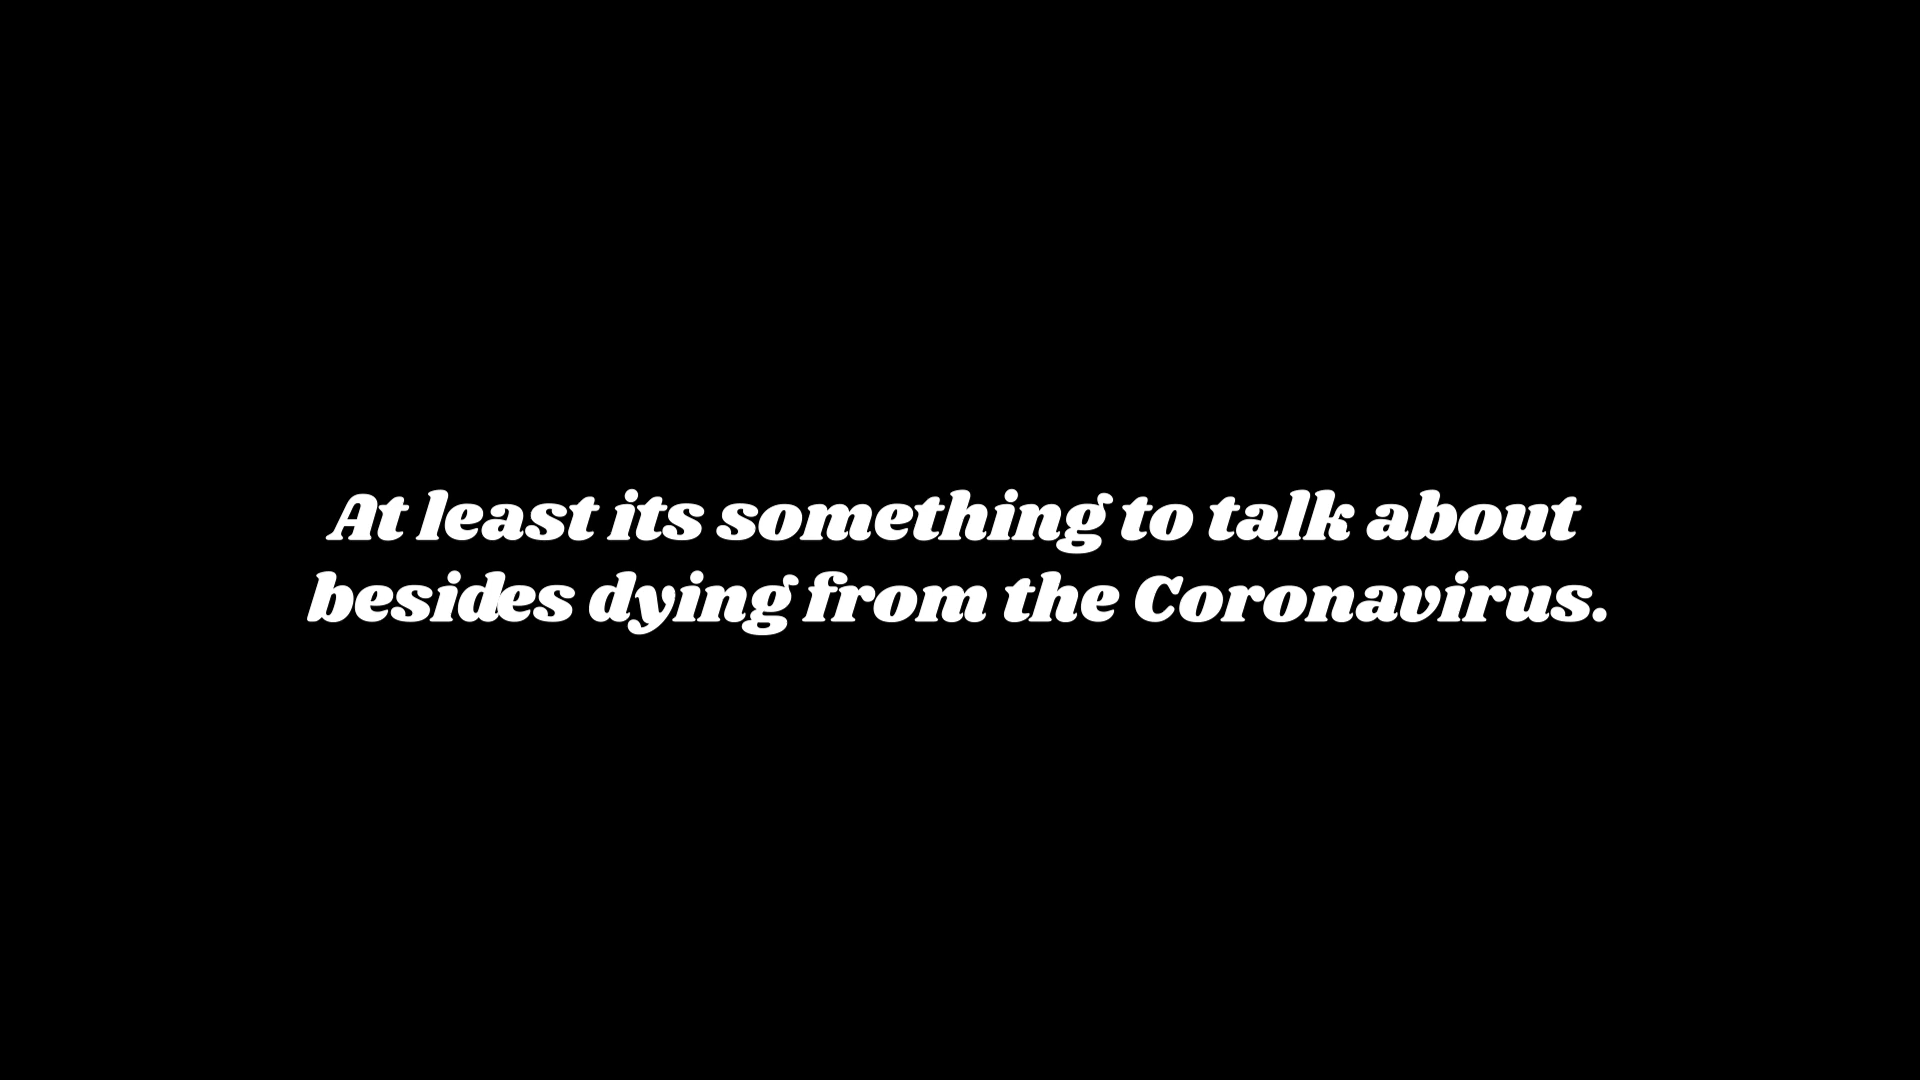 At least its something to talk about
besides dying from the Coronavirus.